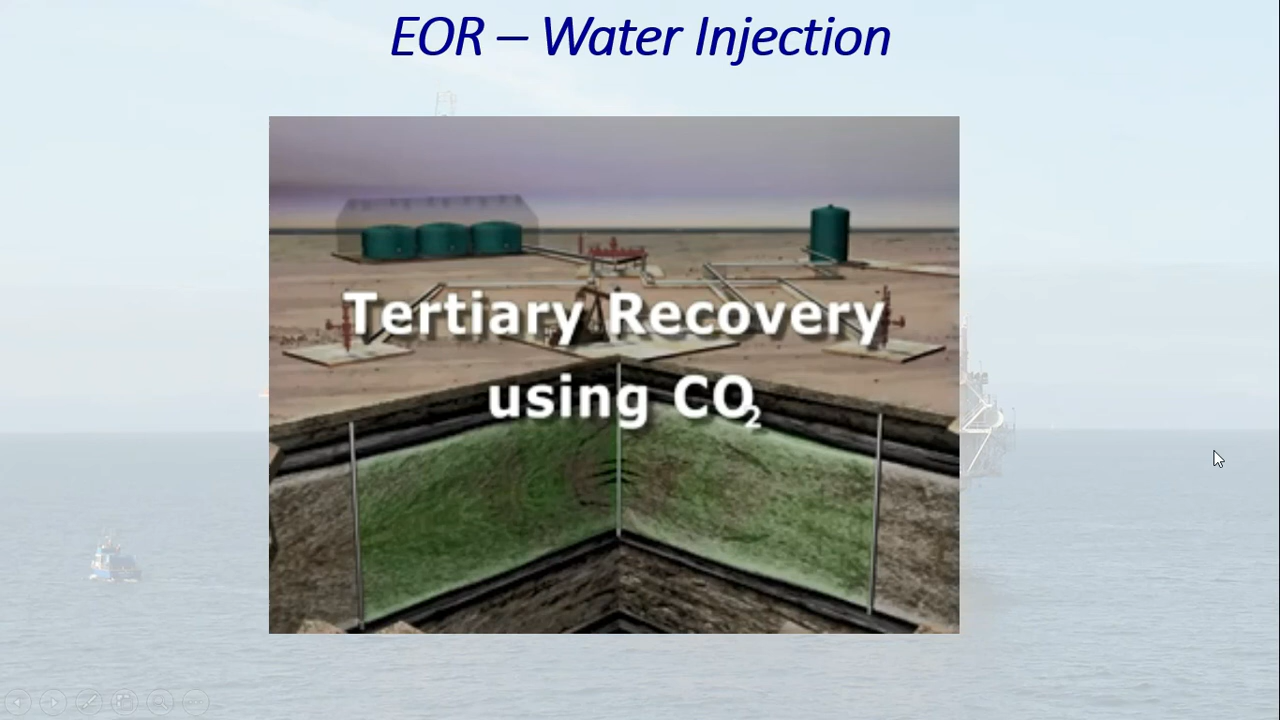 EOR – Water Injection
Tertiary Recovery
using CO₂